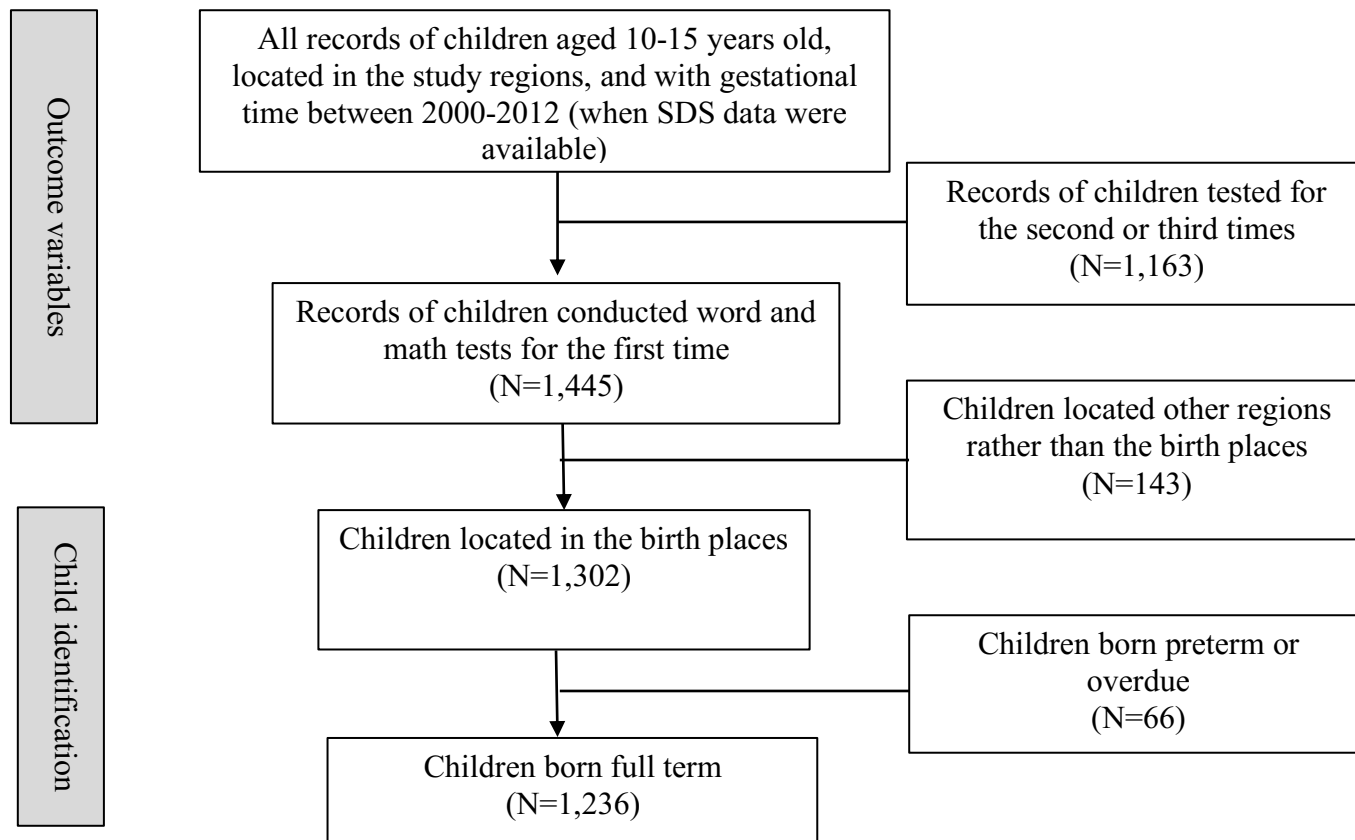 Outcome variables
All records of children aged 10-15 years old,
located in the study regions, and with gestational
time between 2000-2012 (when SDS data were
available)
Records of children tested for
the second or third times
(N=1,163)
Records of children conducted word and
math tests for the first time
(N=1,445)
Children located other regions
rather than the birth places
(N=143)
Child identification
Children located in the birth places
(N=1,302)
Children born preterm or
overdue
(N=66)
Children born full term
(N=1,236)